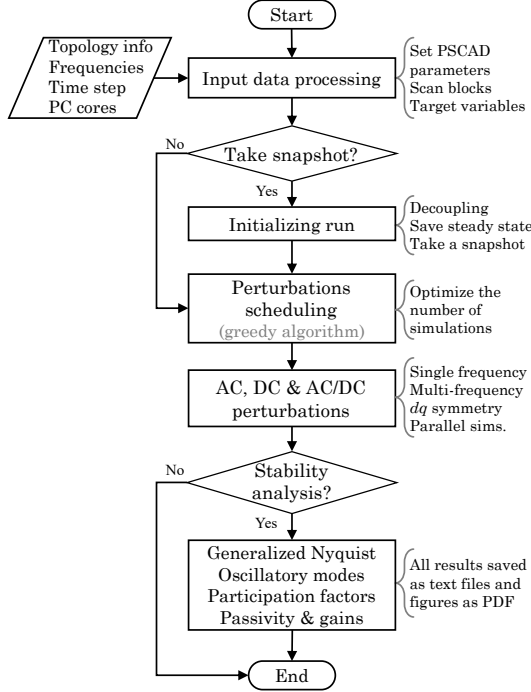 Start
Topology info
Frequencies
Time step
PC cores
Input data processing
Set PSCAD
parameters
Scan blocks
Target variables
No
Take snapshot?
Yes
Initializing run
Decoupling
Save steady state
Take a snapshot
Perturbations
scheduling
(greedy algorithm)
Optimize the
number of
simulations
AC, DC & AC/DC
perturbations
Single frequency
Multi-frequency
dq symmetry
Parallel sims.
No
Stability
analysis?
Yes
Generalized Nyquist
Oscillatory modes
Participation factors
Passivity & gains
All results saved
as text files and
figures as PDF
End